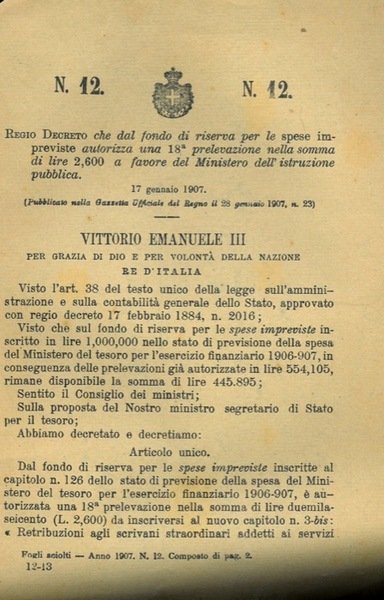 N. 12.
N. 12.
REGIO DECRETO che dal fondo di riserva per le spese im-
previste autorizza una 18ª prelevazione nella somma
di lire 2,600 a favore del Ministero dell'istruzione
pubblica.
17 gennaio 1907.
(Pubblicato nella Gazzetta Ufficiale del Regno il 28 gennaio 1907, n. 23)
VITTORIO EMANUELE III
PER GRAZIA DI DIO E PER VOLONTÀ DELLA NAZIONE
RE D'ITALIA
Visto l'art. 38 del testo unico della legge sull'ammini-
strazione e sulla contabilità generale dello Stato, approvato
con regio decreto 17 febbraio 1884, n. 2016;
Visto che sul fondo di riserva per le spese impreviste in-
scritto in lire 1,000,000 nello stato di previsione della spesa
del Ministero del tesoro per l'esercizio finanziario 1906-907, in
conseguenza delle prelevazioni già autorizzate in lire 554,105,
rimane disponibile la somma di lire 445.895;
Sentito il Consiglio dei ministri;
Sulla proposta del Nostro ministro segretario di Stato
per il tesoro;
Abbiamo decretato e decretiamo:
Articolo unico.
Dal fondo di riserva per le spese impreviste inscritte al
capitolo n. 126 dello stato di previsione della spesa del Mini-
stero del tesoro per l'esercizio finanziario 1906-907, è au-
torizzata una 18ª prelevazione nella somma di lire duemila-
seicento (L. 2,600) da inscriversi al nuovo capitolo n. 3-bis:
« Retribuzioni agli scrivani straordinari addetti ai servizi
Fogli sciolti — Anno 1907. N. 12. Composto di pag. 2.
12-13